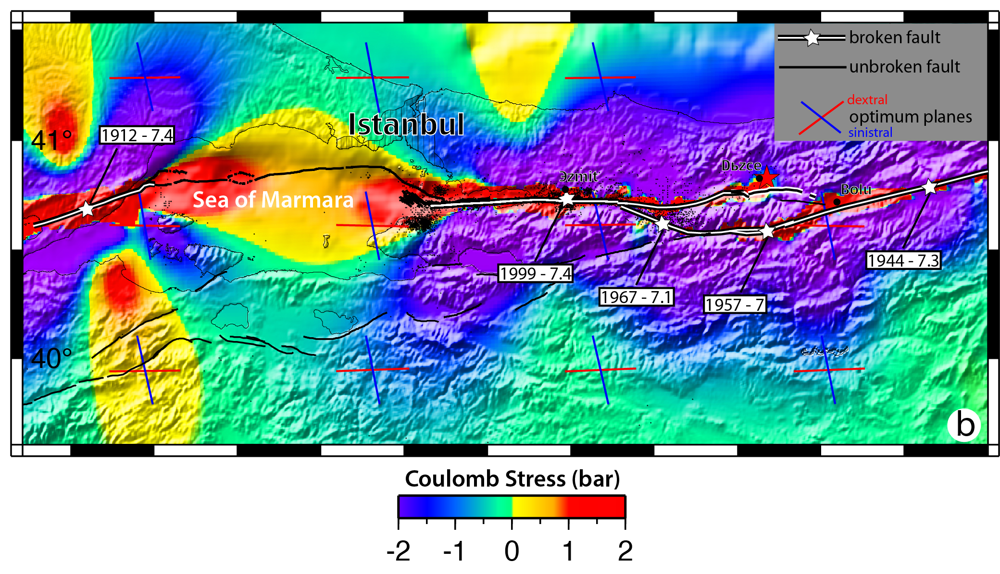 broken fault
unbroken fault
dextral
optimum planes
sinistral
Istanbul
41°
1912 - 7.4
Dьzce
Эzmit
Bolu
Sea of Marmara
1944 - 7.3
1999 - 7.4
1967 - 7.1
1957 - 7
40°
b
Coulomb Stress (bar)
-2 -1 0 1 2